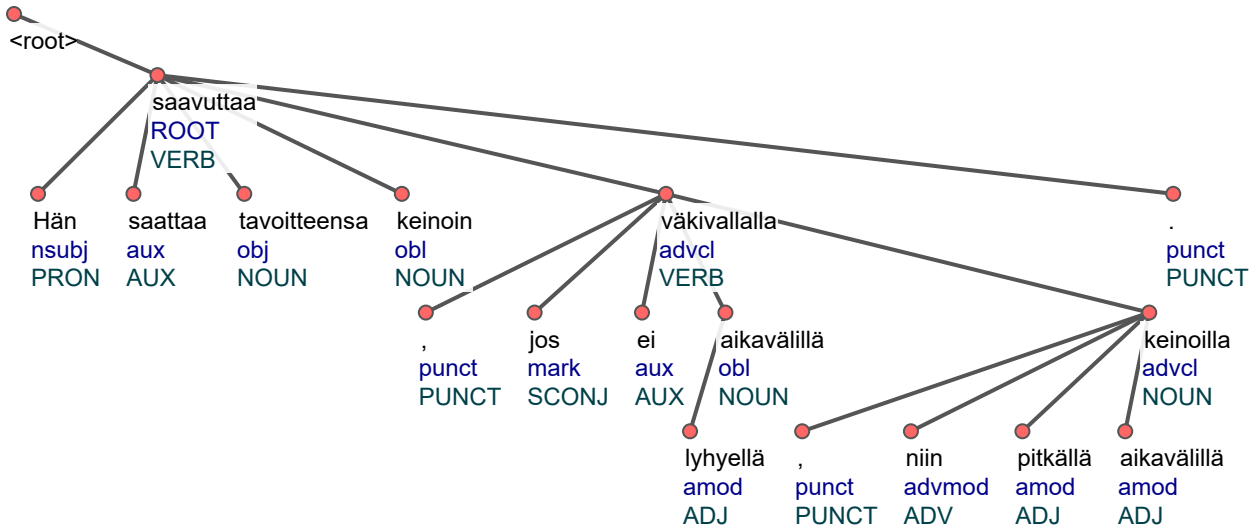 <root>
saavuttaa
ROOT
VERB
Hän saattaa tavoitteensa keinoin väkivallalla .
nsubj aux obj obl advcl punct
PRON AUX NOUN NOUN VERB PUNCT
, jos ei aikavälillä keinoilla
punct mark aux obl advcl
PUNCT SCONJ AUX NOUN NOUN
lyhyellä , niin pitkällä aikavälillä
amod punct advmod amod amod
ADJ PUNCT ADV ADJ ADJ